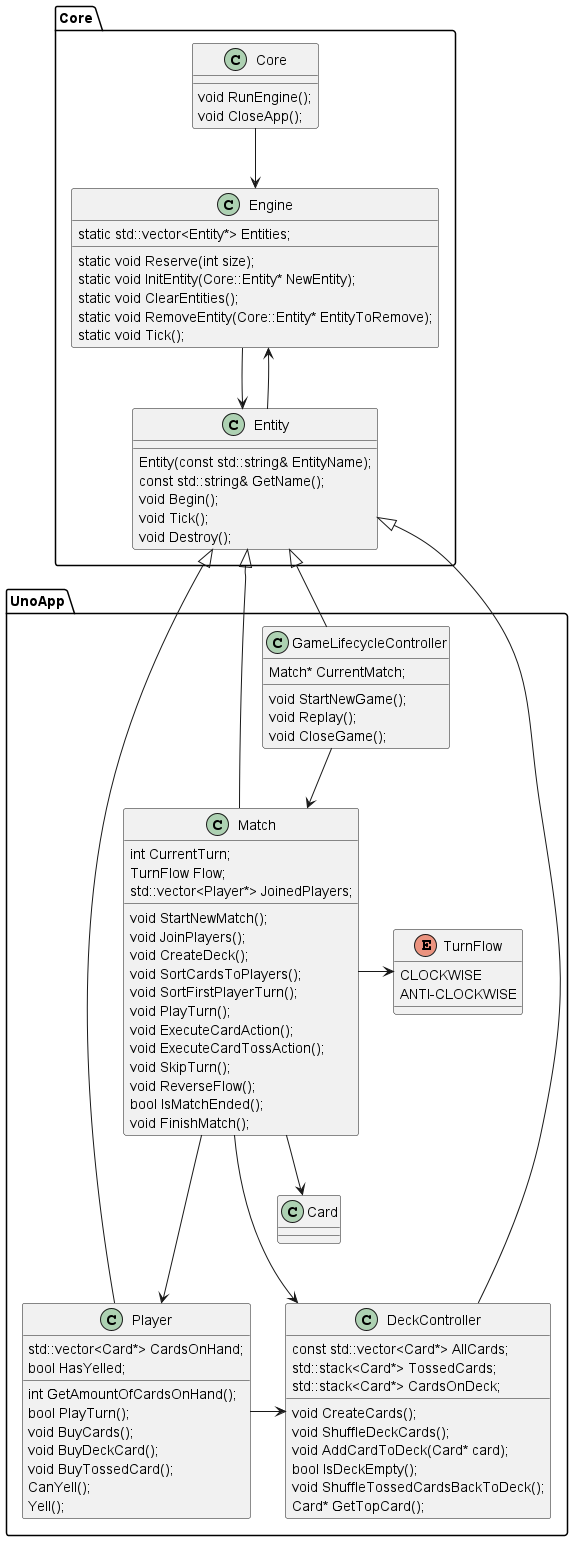 Core
C Core
void RunEngine();
void CloseApp();
C Engine
static std::vector<Entity*> Entities;
static void Reserve(int size);
static void InitEntity(Core::Entity* NewEntity);
static void ClearEntities();
static void RemoveEntity(Core::Entity* EntityToRemove);
static void Tick();
C Entity
Entity(const std::string& EntityName);
const std::string& GetName();
void Begin();
void Tick();
void Destroy();
UnoApp
C GameLifecycleController
Match* CurrentMatch;
void StartNewGame();
void Replay();
void CloseGame();
C Match
int CurrentTurn;
TurnFlow Flow;
std::vector<Player*> JoinedPlayers;
void StartNewMatch();
void JoinPlayers();
void CreateDeck();
void SortCardsToPlayers();
void SortFirstPlayerTurn();
void PlayTurn();
void ExecuteCardAction();
void ExecuteCardTossAction();
void SkipTurn();
void ReverseFlow();
bool IsMatchEnded();
void FinishMatch();
E TurnFlow
CLOCKWISE
ANTI-CLOCKWISE
C Card
C Player
std::vector<Card*> CardsOnHand;
bool HasYelled;
int GetAmountOfCardsOnHand();
bool PlayTurn();
void BuyCards();
void BuyDeckCard();
void BuyTossedCard();
CanYell();
Yell();
C DeckController
const std::vector<Card*> AllCards;
std::stack<Card*> TossedCards;
std::stack<Card*> CardsOnDeck;
void CreateCards();
void ShuffleDeckCards();
void AddCardToDeck(Card* card);
bool IsDeckEmpty();
void ShuffleTossedCardsBackToDeck();
Card* GetTopCard();